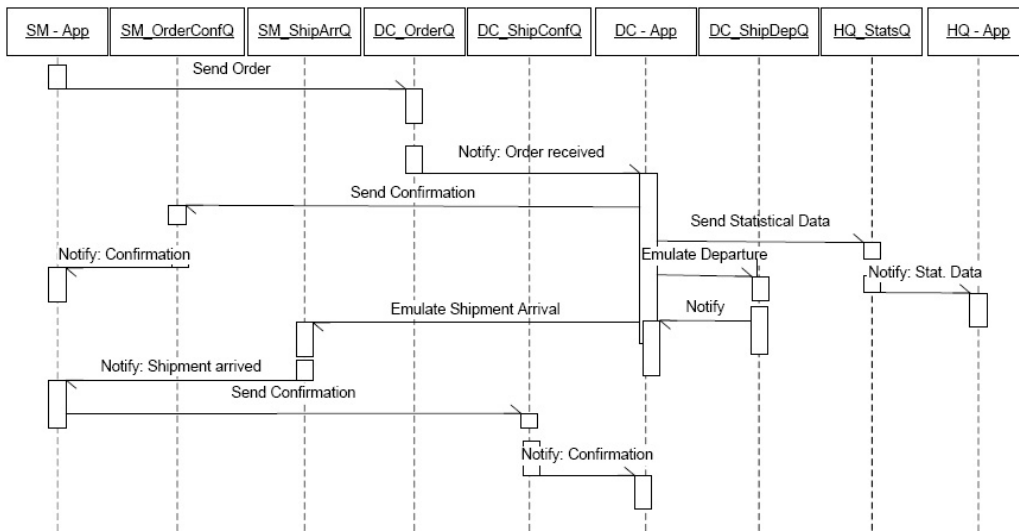 SM - App
SM_OrderConfQ
SM_ShipArrQ
DC_OrderQ
DC_ShipConfQ
DC - App
DC_ShipDepQ
HQ_StatsQ
HQ - App
Send Order
Notify: Order received
Send Confirmation
Send Statistical Data
Notify: Confirmation
Emulate Departure
Notify: Stat. Data
Emulate Shipment Arrival
Notify
Notify: Shipment arrived
Send Confirmation
Notify: Confirmation